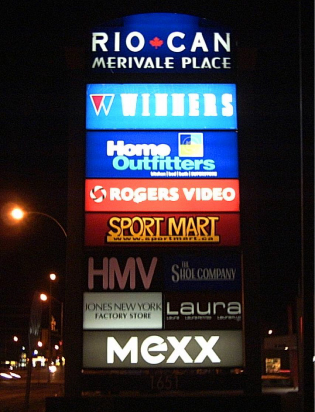 RIO CAN
MERIVALE PLACE
WINNERS
Home
Outfitters
ROGERS VIDEO
SPORT MART
www.sportmart.ca
HMV
THE
SHOE COMPANY
JONES NEW YORK
FACTORY STORE
Laura
mexx
1651